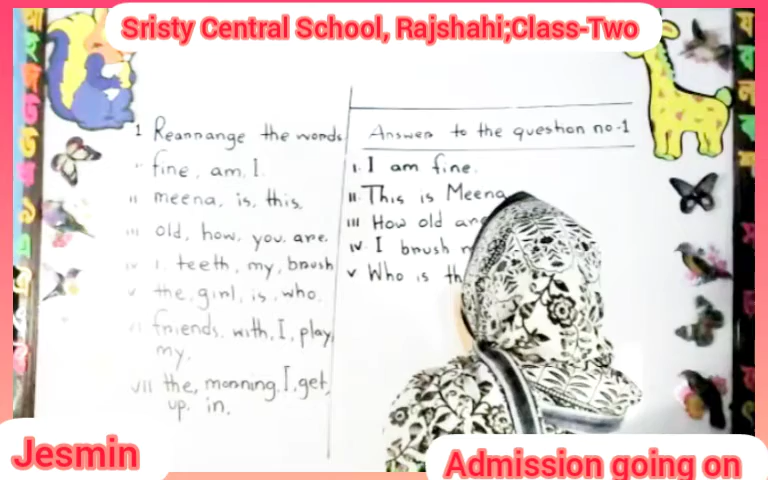 Sristy Central School, Rajshahi;Class-Two
1 Rearrange the words
i fine, am, I.
ii meena, is, this.
iii old, how, you, are.
iv I, teeth, my, brush
v the, girl, is, who.
vi friends, with, I, play,
my.
vii the, morning, I, get,
up, in.
Answer to the question no-1
i. I am fine.
ii. This is Meena
iii How old are
iv I brush
v Who is
Jesmin
Admission going on